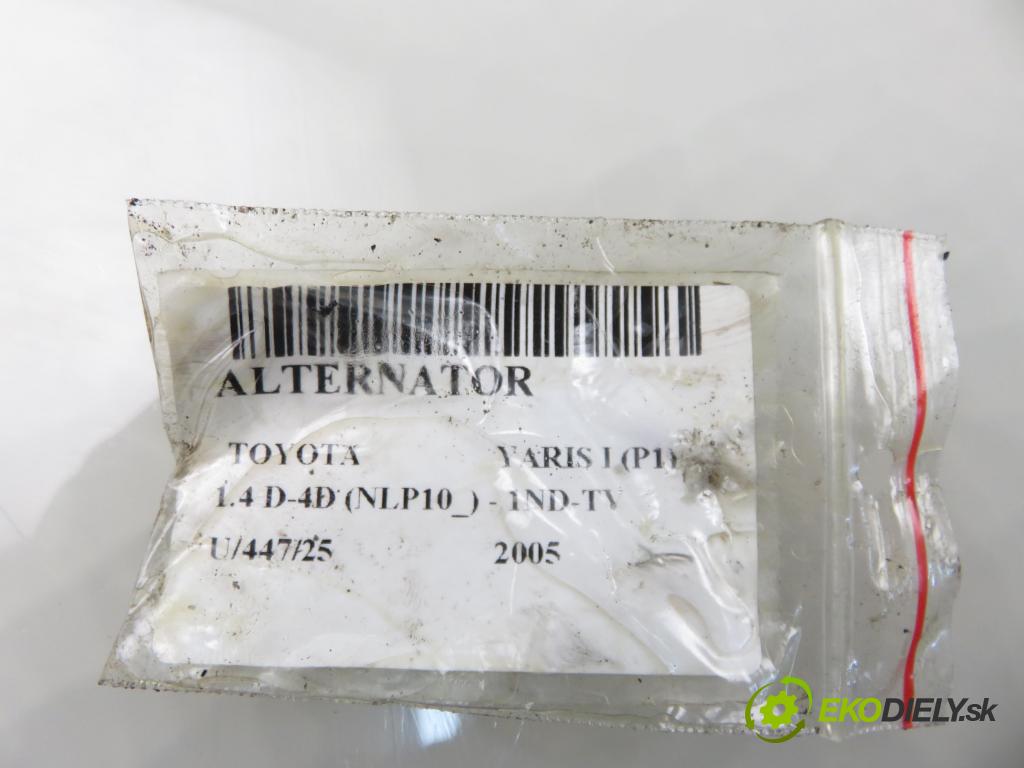 ALTERNATOR
TOYOTA YARIS I (P1)
1.4 D-4D (NLP10_) - 1ND-TV
U/447/25 2005
EKODIELY.sk